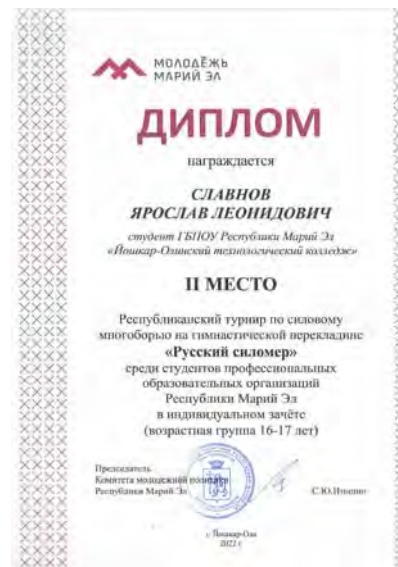 МОЛОДЁЖЬ
МАРИЙ ЭЛ
ДИПЛОМ
награждается
СЛАВНОВ
ЯРОСЛАВ ЛЕОНИДОВИЧ
студент ГБПОУ Республики Марий Эл
«Йошкар-Олинский технологический колледж»
II МЕСТО
Республиканский турнир по силовому
многоборью на гимнастической перекладине
«Русский силомер»
среди студентов профессиональных
образовательных организаций
Республики Марий Эл
в индивидуальном зачёте
(возрастная группа 16-17 лет)
Председатель
Комитета молодежной политики
Республики Марий Эл
С.Ю.
г. Йошкар-Ола
2022 г.